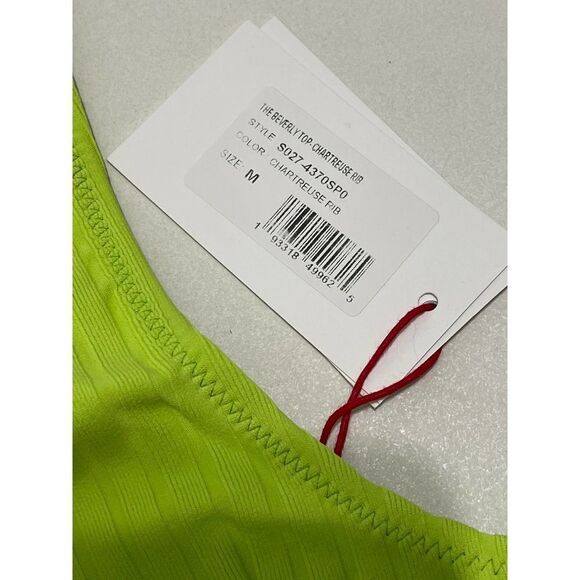 THE BEVERLY TOP- CHARTREUSE RIB
STYLE S027-4370SP0
COLOR CHARTREUSE RIB
SIZE M
1 93318 49962 5